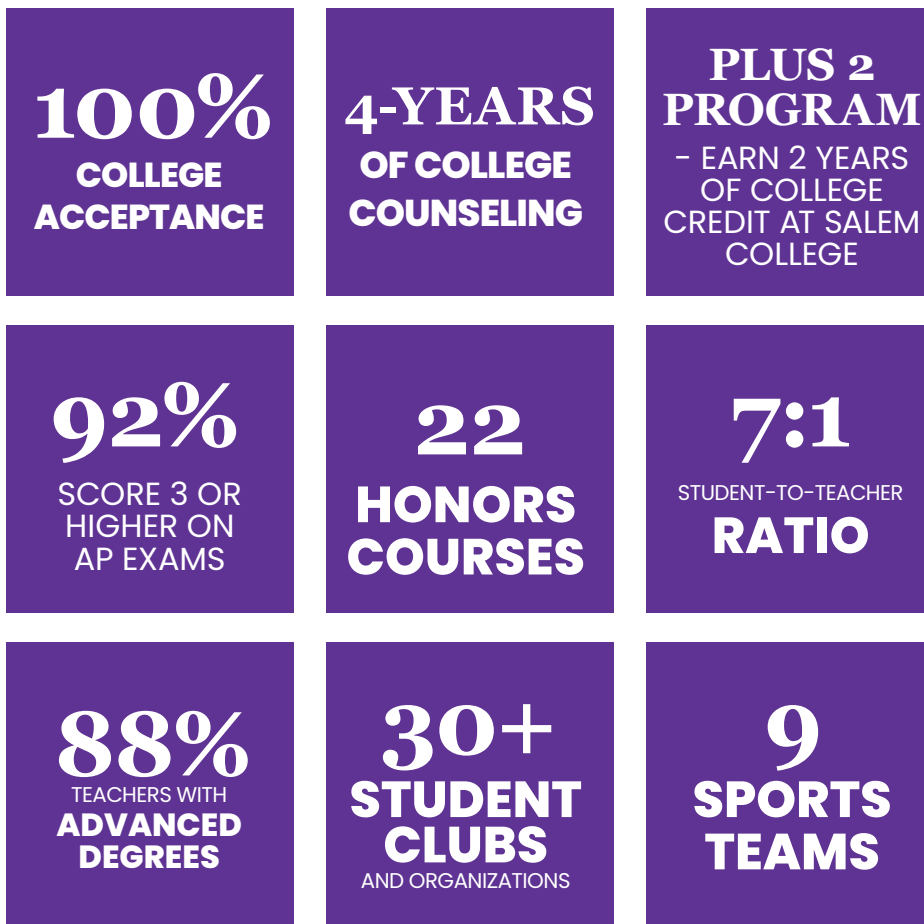 100%
COLLEGE
ACCEPTANCE
4-YEARS
OF COLLEGE
COUNSELING
PLUS 2
PROGRAM
- EARN 2 YEARS
OF COLLEGE
CREDIT AT SALEM
COLLEGE
92%
SCORE 3 OR
HIGHER ON
AP EXAMS
22
HONORS
COURSES
7:1
STUDENT-TO-TEACHER
RATIO
88%
TEACHERS WITH
ADVANCED
DEGREES
30+
STUDENT
CLUBS
AND ORGANIZATIONS
9
SPORTS
TEAMS